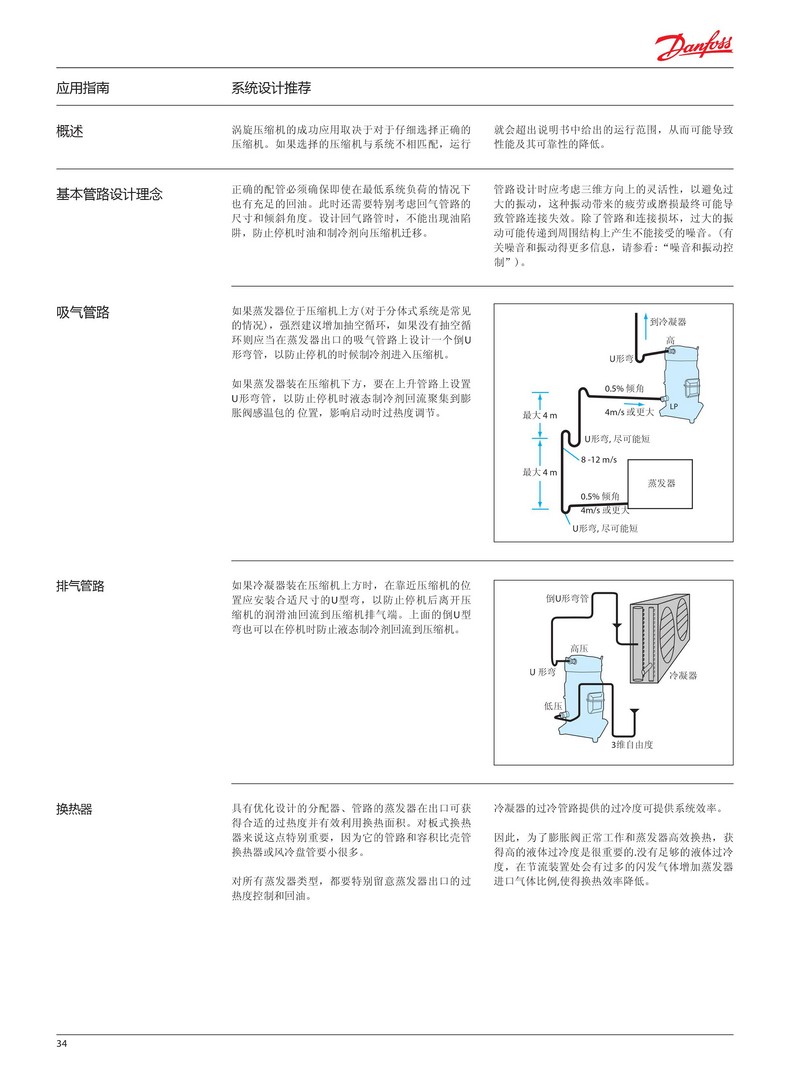 Danfoss
应用指南
系统设计推荐
概述
涡旋压缩机的成功应用取决于对于仔细选择正确的
压缩机。如果选择的压缩机与系统不相匹配，运行
就会超出说明书中给出的运行范围，从而可能导致
性能及其可靠性的降低。
基本管路设计理念
正确的配管必须确保即使在最低系统负荷的情况下
也有充足的回油。此时还需要特别考虑回气管路的
尺寸和倾斜角度。设计回气路管时，不能出现油陷
阱，防止停机时油和制冷剂向压缩机迁移。
管路设计时应考虑三维方向上的灵活性，以避免过
大的振动，这种振动带来的疲劳或磨损最终可能导
致管路连接失效。除了管路和连接损坏，过大的振
动可能传递到周围结构上产生不能接受的噪音。(有
关噪音和振动得更多信息，请参看:“噪音和振动控
制”)。
吸气管路
如果蒸发器位于压缩机上方(对于分体式系统是常见
的情况)，强烈建议增加抽空循环，如果没有抽空循
环则应当在蒸发器出口的吸气管路上设计一个倒U
形弯管，以防止停机的时候制冷剂进入压缩机。
如果蒸发器装在压缩机下方，要在上升管路上设置
U形弯管，以防止停机时液态制冷剂回流聚集到膨
胀阀感温包的 位置，影响启动时过热度调节。
到冷凝器
高
U形弯
0.5% 倾角
LP
4m/s 或更大
最大 4 m
U形弯, 尽可能短
8 -12 m/s
最大 4 m
蒸发器
0.5% 倾角
4m/s 或更大
U形弯, 尽可能短
排气管路
如果冷凝器装在压缩机上方时，在靠近压缩机的位
置应安装合适尺寸的U型弯，以防止停机后离开压
缩机的润滑油回流到压缩机排气端。上面的倒U型
弯也可以在停机时防止液态制冷剂回流到压缩机。
倒U形弯管
高压
U 形弯
冷凝器
低压
3维自由度
换热器
具有优化设计的分配器、管路的蒸发器在出口可获
得合适的过热度并有效利用换热面积。对板式换热
器来说这点特别重要，因为它的管路和容积比壳管
换热器或风冷盘管要小很多。
对所有蒸发器类型，都要特别留意蒸发器出口的过
热度控制和回油。
冷凝器的过冷管路提供的过冷度可提供系统效率。
因此，为了膨胀阀正常工作和蒸发器高效换热，获
得高的液体过冷度是很重要的.没有足够的液体过冷
度，在节流装置处会有过多的闪发气体增加蒸发器
进口气体比例,使得换热效率降低。
34